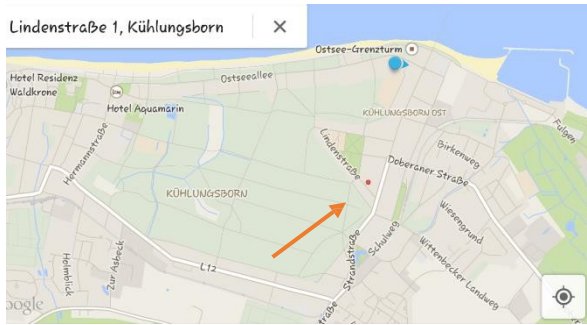 Lindenstraße 1, Kühlungsborn
Ostsee-Grenzturm
Hotel Residenz
Waldkrone
Ostseeallee
Hotel Aquamarin
KÜHLUNGSBORN OST
Fulgen
Hermannstraße
Lindenstraße
Birkenweg
Doberaner Straße
KÜHLUNGSBORN
Wiesengrund
Schulweg
Strandstraße
Wittenbecker Landweg
Heimblick
Zur Asbeck
L12
oogle
raße